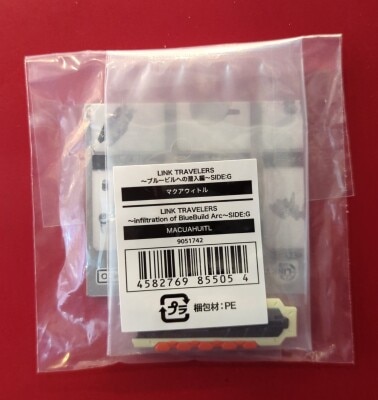 LINK TRAVELERS
～ブルービルへの潜入編～SIDE:G
マクアウィトル
LINK TRAVELERS
～infiltration of BlueBuild Arc～SIDE:G
MACUAHUITL
9051742
4582769 85505 4
プラ 梱包材：PE